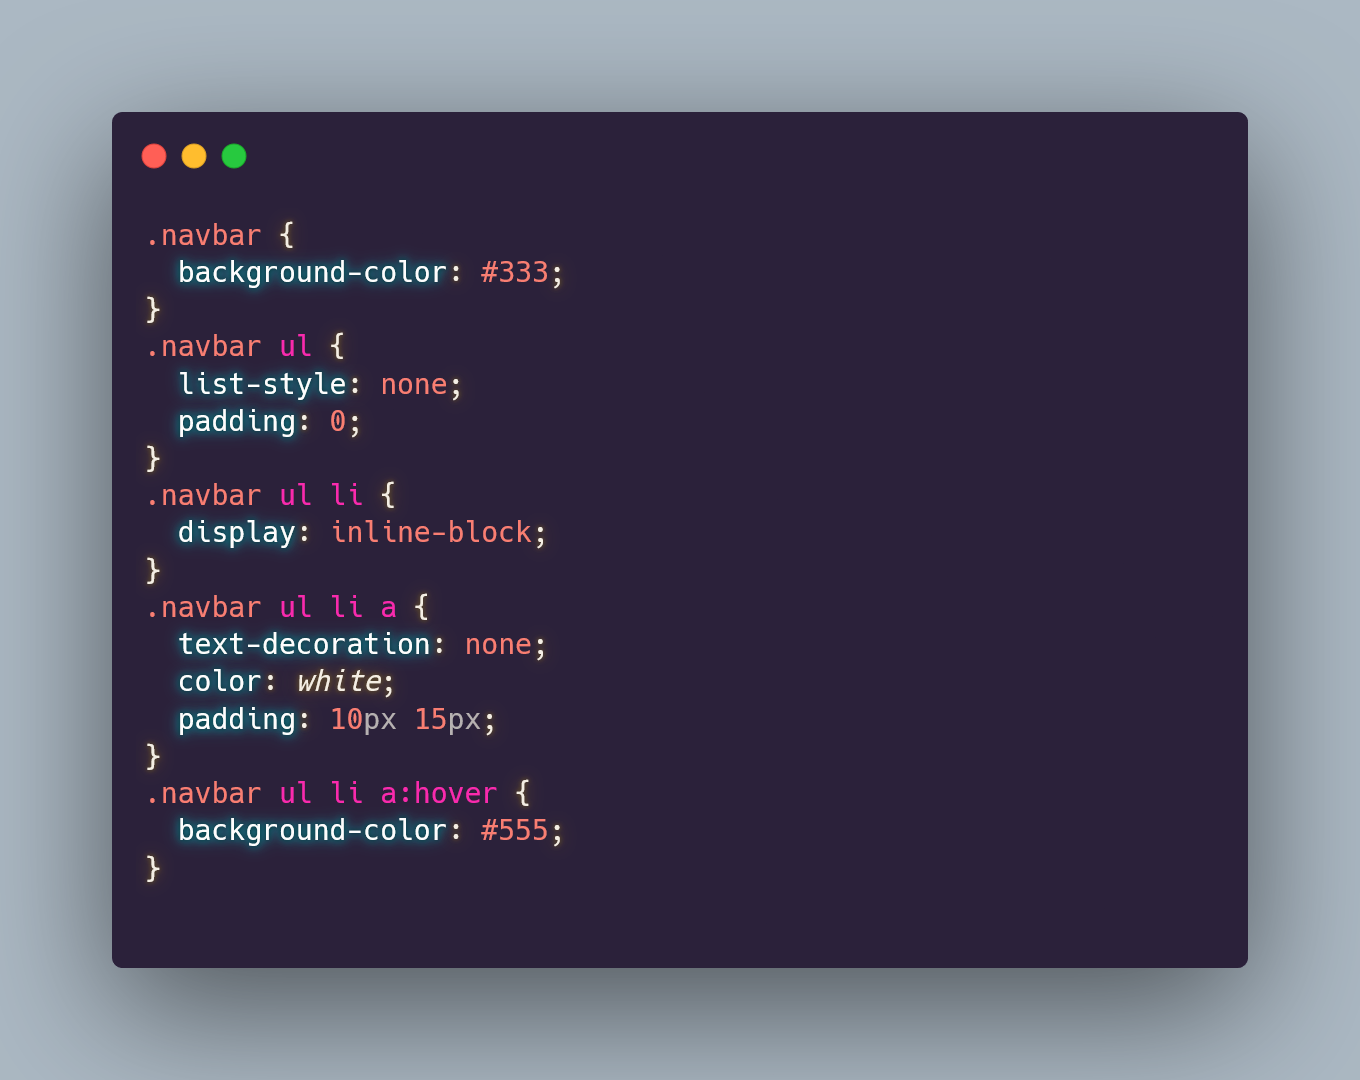 .navbar {
  background-color: #333;
}
.navbar ul {
  list-style: none;
  padding: 0;
}
.navbar ul li {
  display: inline-block;
}
.navbar ul li a {
  text-decoration: none;
  color: white;
  padding: 10px 15px;
}
.navbar ul li a:hover {
  background-color: #555;
}